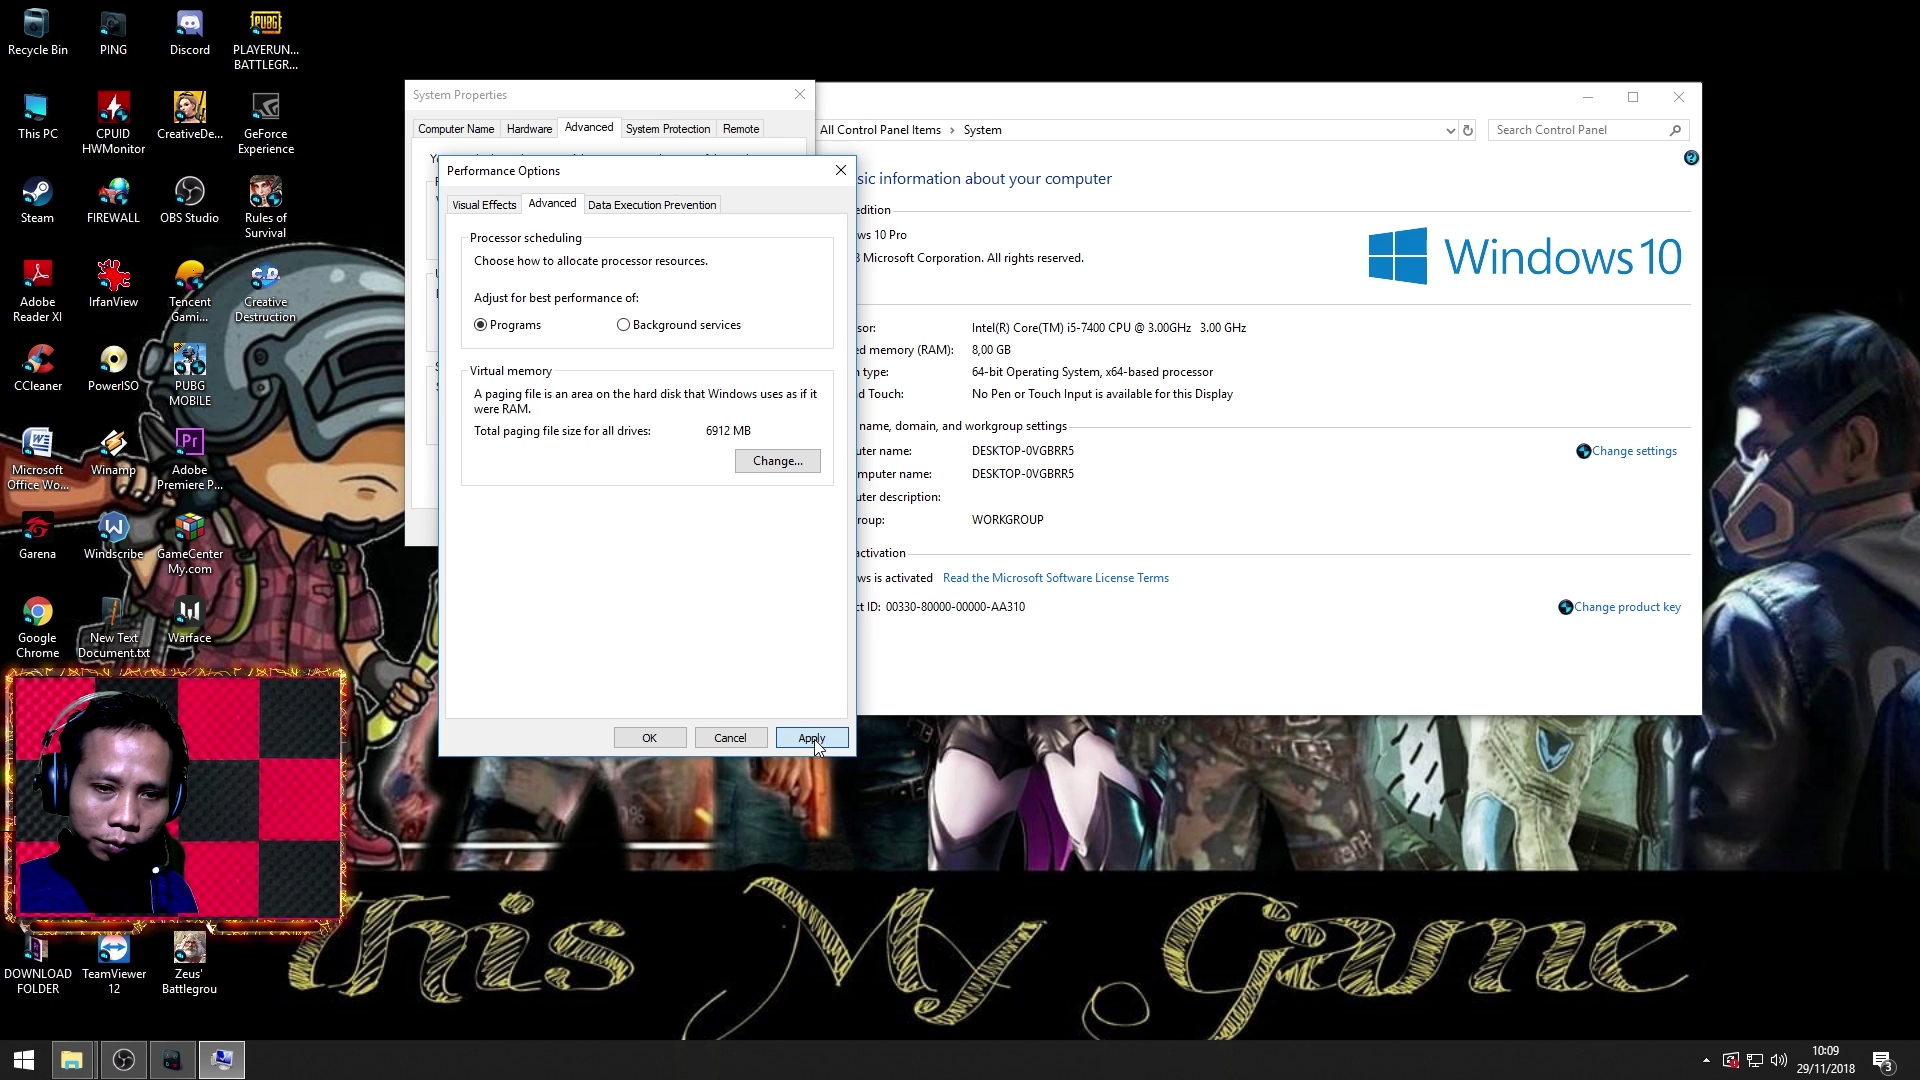 Recycle Bin
PING
Discord
PLAYERUN...
BATTLEGR...
This PC
CPUID
HWMonitor
CreativeDe...
GeForce
Experience
Steam
FIREWALL
OBS Studio
Rules of
Survival
Adobe
Reader XI
IrfanView
Tencent
Gami...
Creative
Destruction
CCleaner
PowerISO
PUBG
MOBILE
Microsoft
Office Wo...
Winamp
Adobe
Premiere P...
Garena
Windscribe
GameCenter
My.com
Google
Chrome
New Text
Document.txt
Warface
DOWNLOAD
FOLDER
TeamViewer
12
Zeus'
Battlegrou
System Properties
Computer Name
Hardware
Advanced
System Protection
Remote
Performance Options
Visual Effects
Advanced
Data Execution Prevention
Processor scheduling
Choose how to allocate processor resources.
Adjust for best performance of:
Programs
Background services
Virtual memory
A paging file is an area on the hard disk that Windows uses as if it
were RAM.
Total paging file size for all drives: 6912 MB
Change...
OK
Cancel
Apply
All Control Panel Items > System
Search Control Panel
sic information about your computer
edition
ws 10 Pro
Microsoft Corporation. All rights reserved.
Windows 10
sor: Intel(R) Core(TM) i5-7400 CPU @ 3.00GHz 3.00 GHz
ed memory (RAM): 8,00 GB
n type: 64-bit Operating System, x64-based processor
d Touch: No Pen or Touch Input is available for this Display
name, domain, and workgroup settings
uter name: DESKTOP-0VGBRR5
Change settings
mputer name: DESKTOP-0VGBRR5
uter description:
roup: WORKGROUP
activation
ws is activated Read the Microsoft Software License Terms
ct ID: 00330-80000-00000-AA310
Change product key
This My Game
10:09
29/11/2018
3